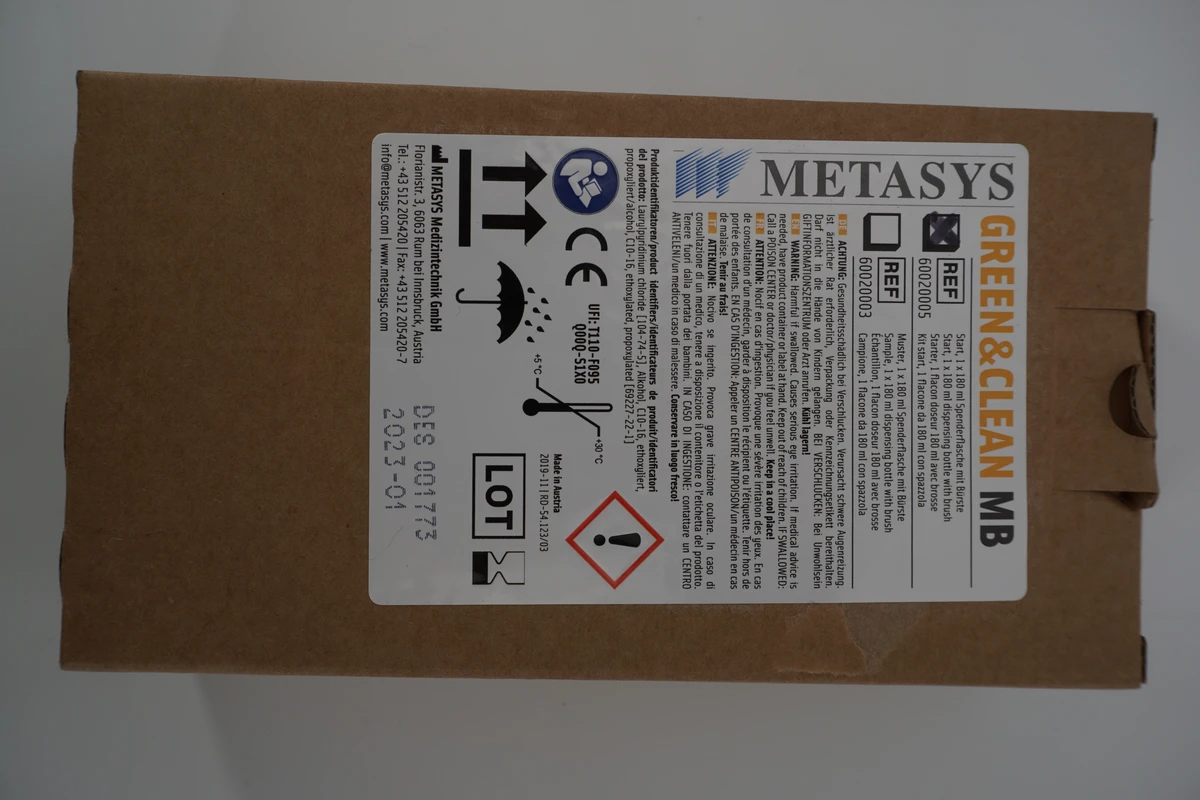 METASYS
GREEN&CLEAN MB
REF
60020005
Start, 1 x 180 ml Spenderflasche mit Bürste
Start, 1 x 180 ml dispensing bottle with brush
Starter, 1 flacon doseur 180 ml avec brosse
Kit start, 1 flacone da 180 ml con spazzola
REF
60020003
Muster, 1 x 180 ml Spenderflasche mit Bürste
Sample, 1 x 180 ml dispensing bottle with brush
Échantillon, 1 flacon doseur 180 ml avec brosse
Campione, 1 flacone da 180 ml con spazzola
DE ACHTUNG: Gesundheitsschädlich bei Verschlucken. Verursacht schwere Augenreizung.
Ist ärztlicher Rat erforderlich, Verpackung oder Kennzeichnungsetikett bereithalten.
Darf nicht in die Hände von Kindern gelangen. BEI VERSCHLUCKEN: Bei Unwohlsein
GIFTINFORMATIONSZENTRUM oder Arzt anrufen. Kühl lagern!
EN WARNING: Harmful if swallowed. Causes serious eye irritation. If medical advice is
needed, have product container or label at hand. Keep out of reach of children. IF SWALLOWED:
Call a POISON CENTER or doctor/physician if you feel unwell. Keep in a cool place!
FR ATTENTION: Nocif en cas d'ingestion. Provoque une sévère irritation des yeux. En cas
de consultation d'un médecin, garder à disposition le récipient ou l'étiquette. Tenir hors de
portée des enfants. EN CAS D'INGESTION: Appeler un CENTRE ANTIPOISON/un médecin en cas
de malaise. Tenir au frais!
IT ATTENZIONE: Nocivo se ingerito. Provoca grave irritazione oculare. In caso di
consultazione di un medico, tenere a disposizione il contenitore o l'etichetta del prodotto.
Tenere fuori dalla portata dei bambini. IN CASO DI INGESTIONE: contattare un CENTRO
ANTIVELENI/un medico in caso di malessere. Conservare in luogo fresco!
Produktidentifikatoren/product identifiers/identificateurs de produit/identificatori
del prodotto: Laurylpyridinium chloride [104-74-5], Alkohol, C10-16, ethoxyliert,
propoxyliert/alcohol, C10-16, ethoxylated, propoxylated [69227-22-1]
CE
UFI: T110-F095
Q00Q-S1X0
+5 °C
+30 °C
Made in Austria
2019-11 | RD-54.123/03
LOT
METASYS Medizintechnik GmbH
Florianistr. 3, 6063 Rum bei Innsbruck, Austria
Tel.: +43 512 205420 | Fax: +43 512 205420-7
info@metasys.com | www.metasys.com
DES 001773
2023-01